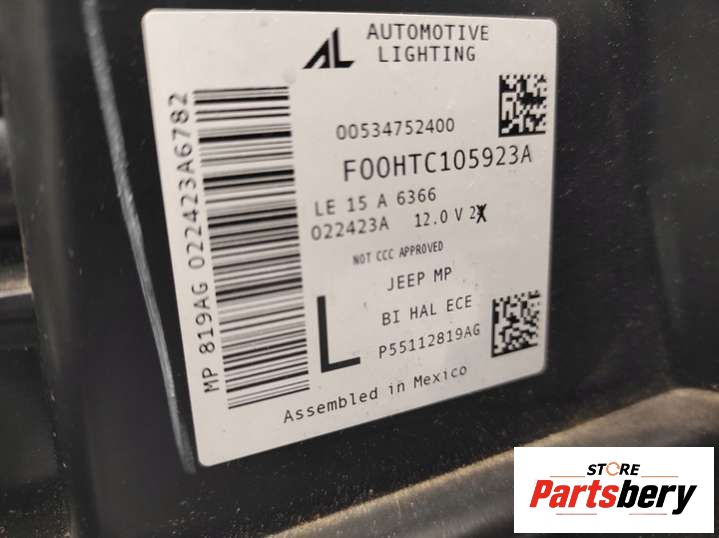 AL AUTOMOTIVE
LIGHTING
00534752400
F00HTC105923A
LE 15 A 6366
022423A 12.0 V 2X
NOT CCC APPROVED
JEEP MP
BI HAL ECE
L
P55112819AG
Assembled in Mexico
MP 819AG 022423A6782
STORE
Partsbery